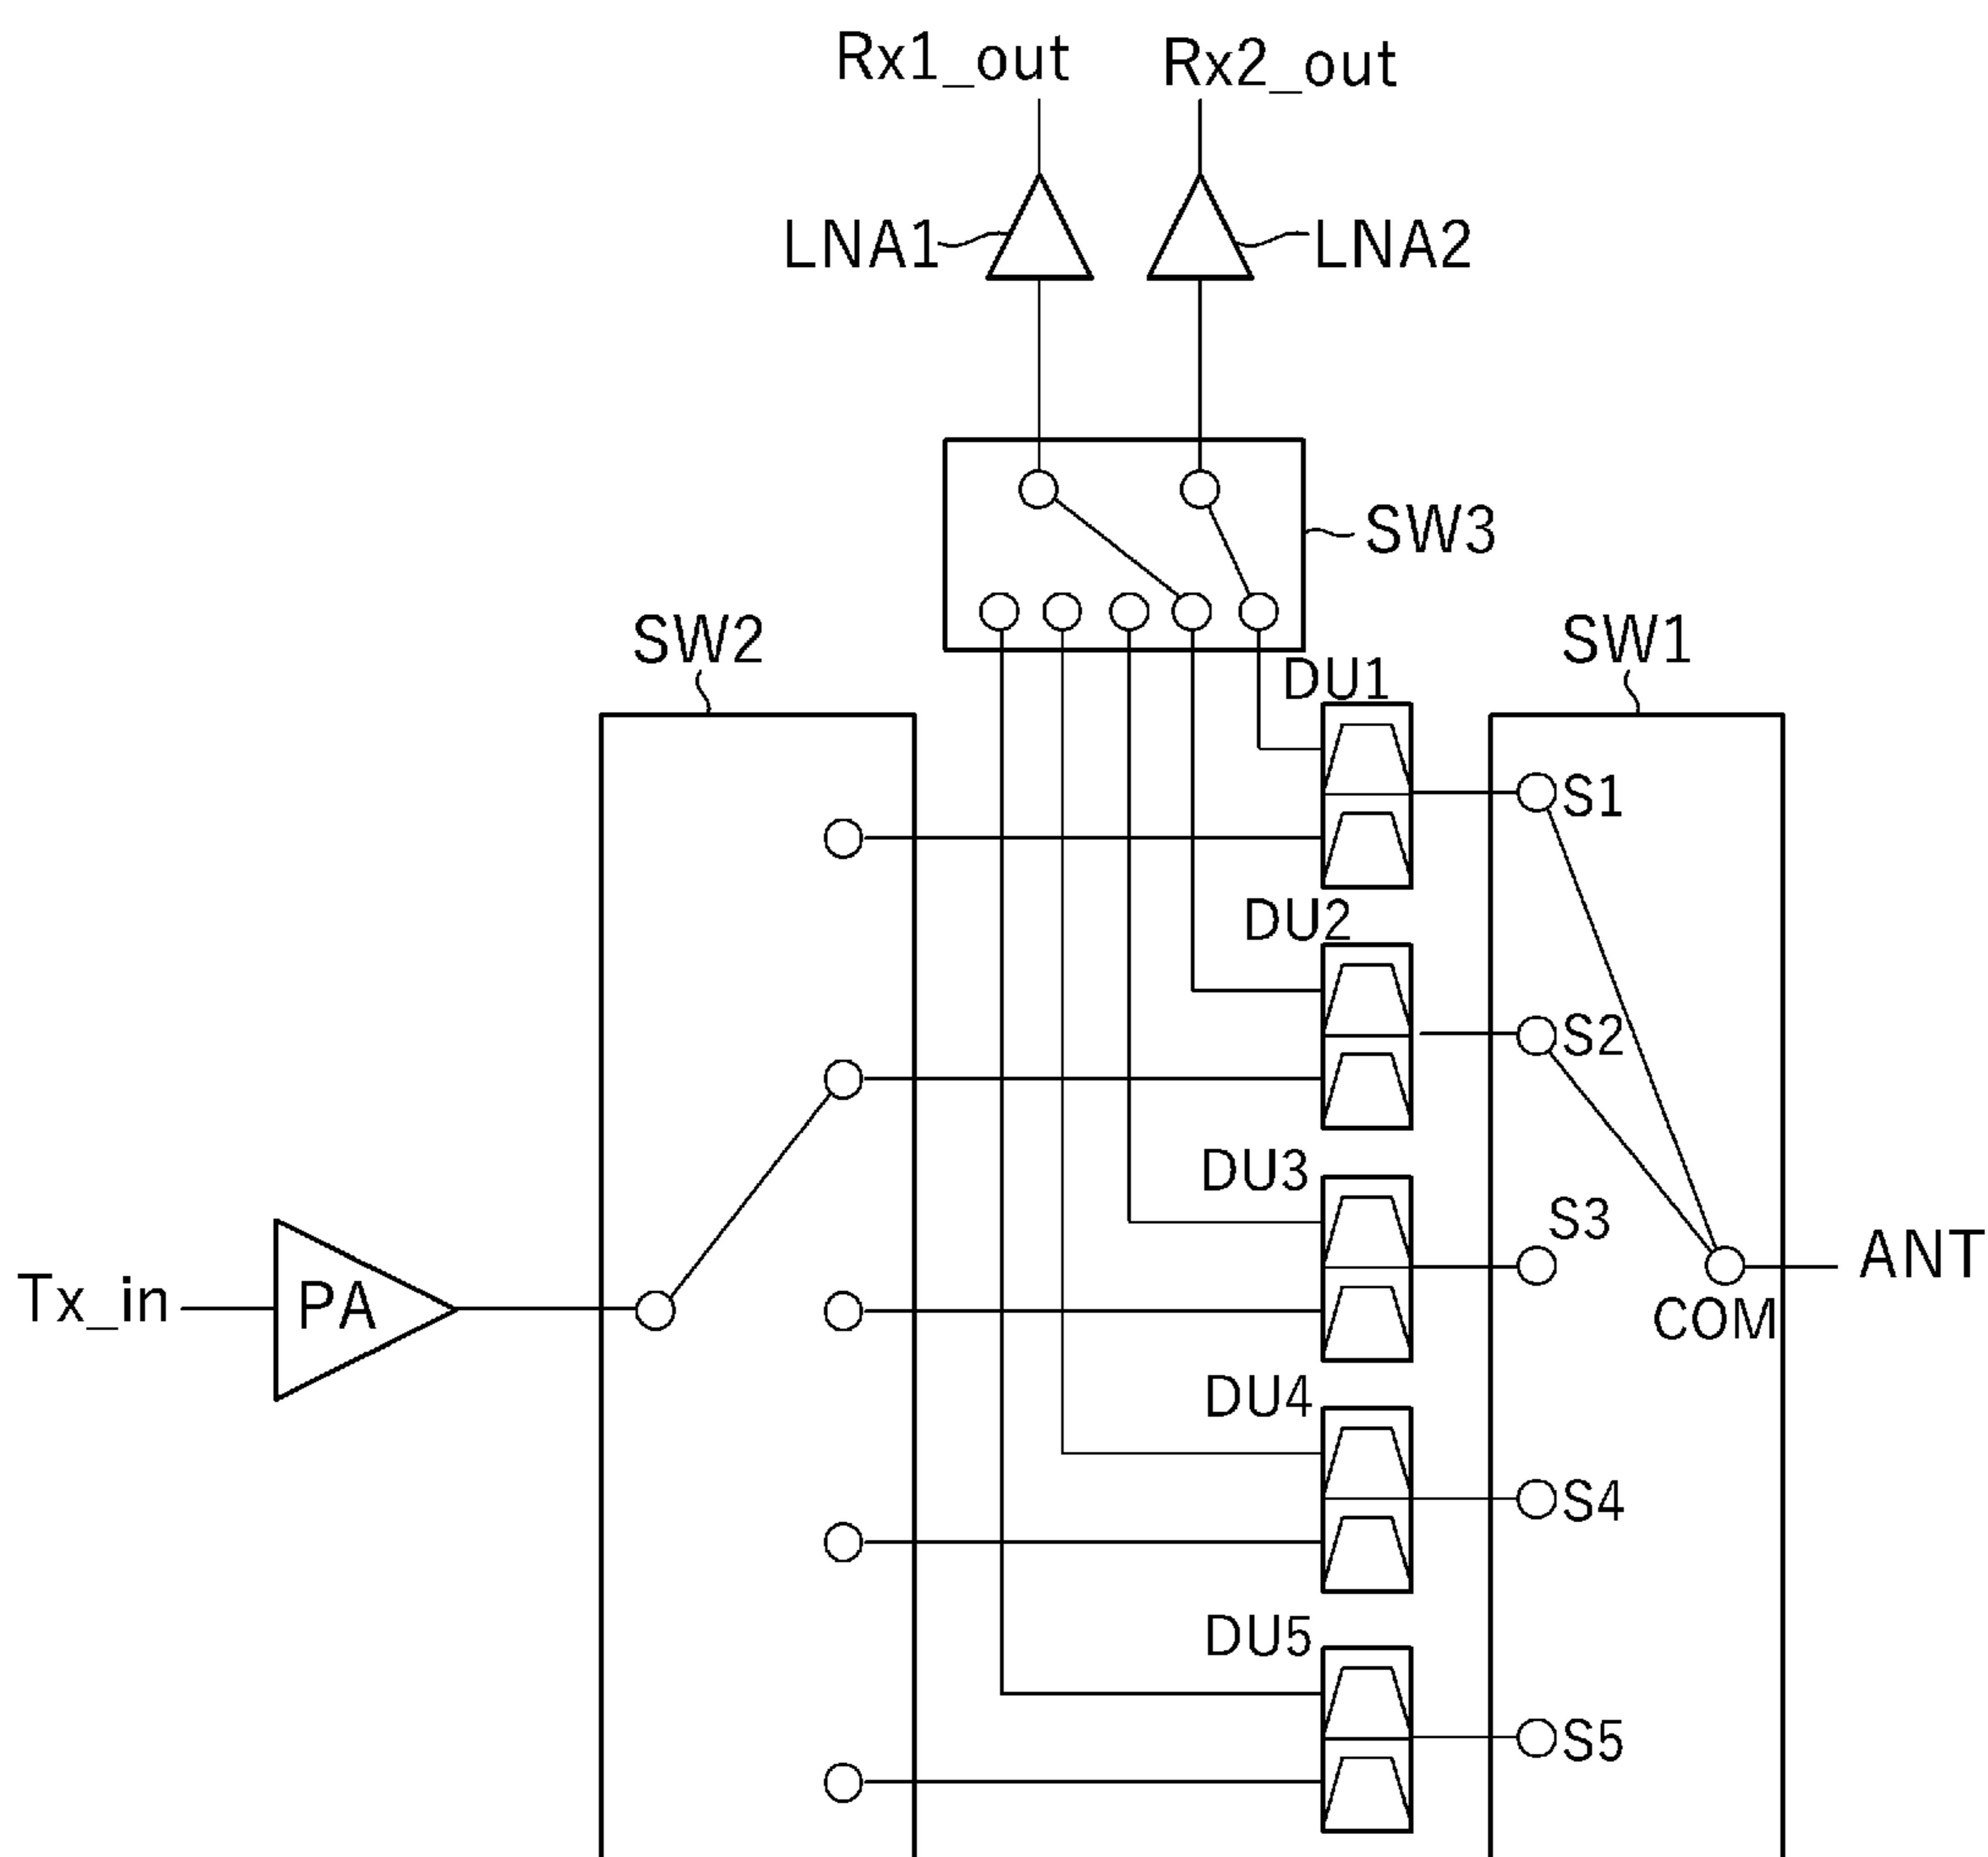 Rx1_out Rx2_out
LNA1 LNA2
SW3
SW2 SW1
DU1
S1
DU2
S2
DU3
S3
Tx_in PA ANT
COM
DU4
S4
DU5
S5